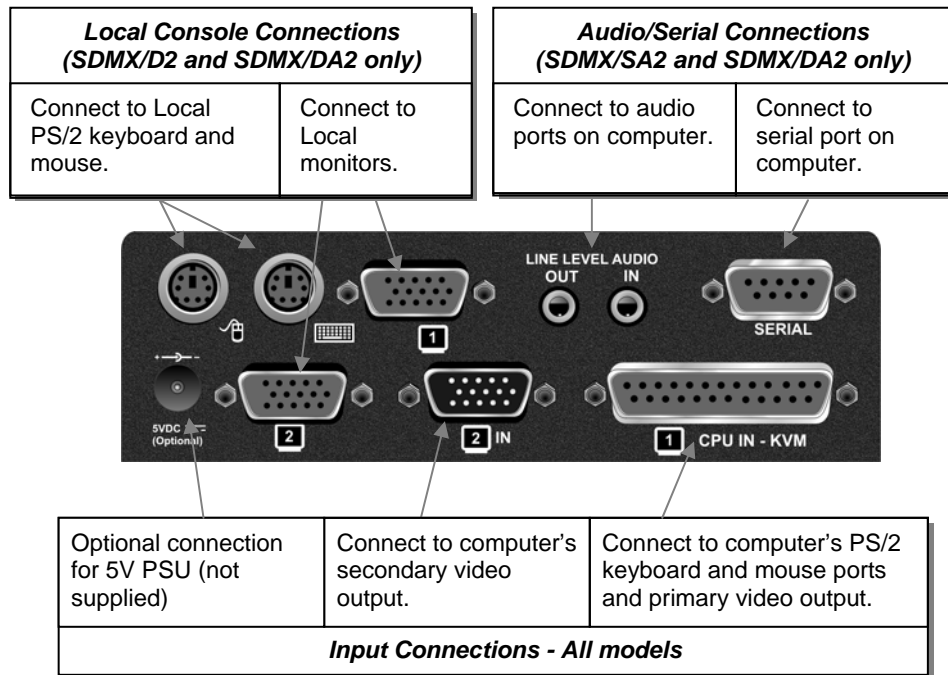 Local Console Connections
(SDMX/D2 and SDMX/DA2 only)
Connect to Local
PS/2 keyboard and
mouse.
Connect to
Local
monitors.
Audio/Serial Connections
(SDMX/SA2 and SDMX/DA2 only)
Connect to audio
ports on computer.
Connect to
serial port on
computer.
LINE LEVEL AUDIO
OUT IN
1
SERIAL
+ -
5VDC
(Optional)
2
2 IN
1 CPU IN - KVM
Optional connection
for 5V PSU (not
supplied)
Connect to computer’s
secondary video
output.
Connect to computer’s PS/2
keyboard and mouse ports
and primary video output.
Input Connections - All models